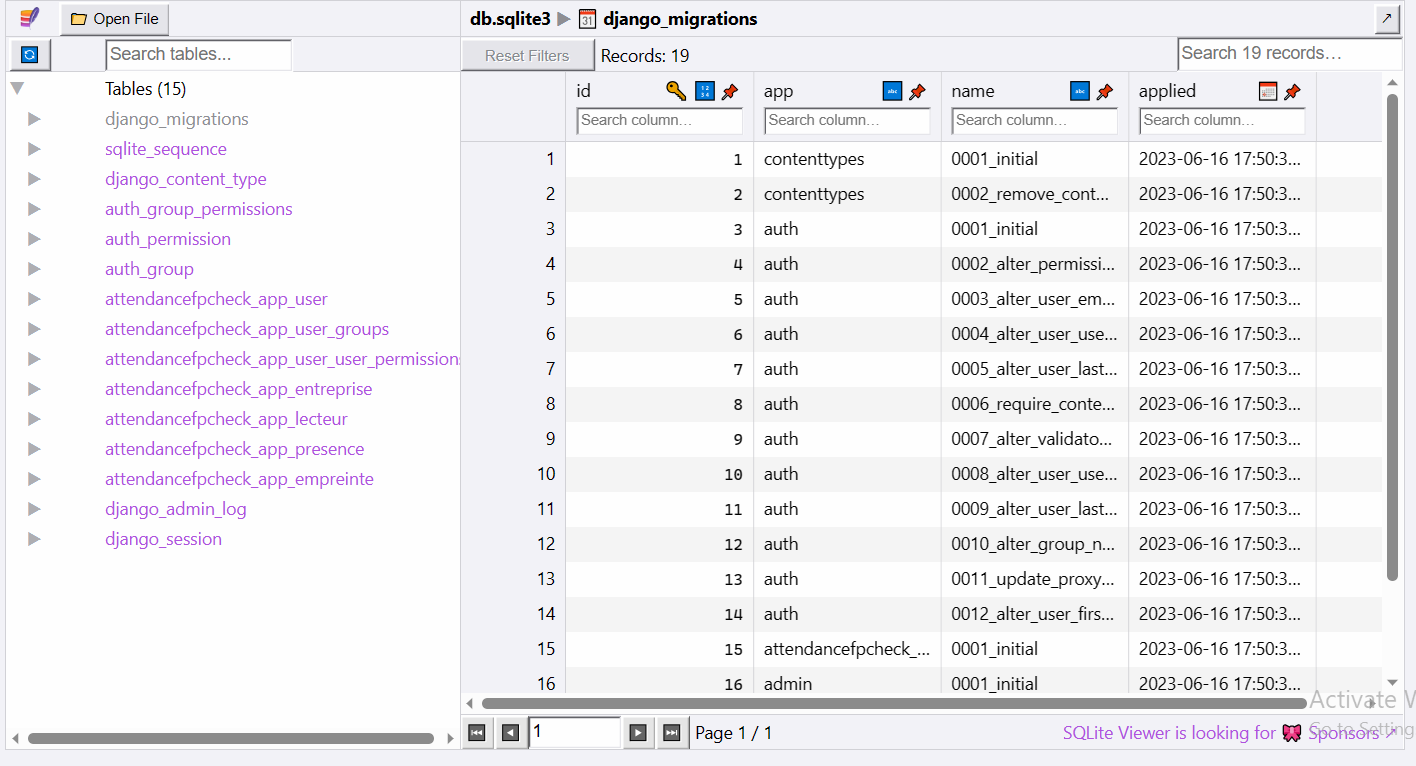 Open File
db.sqlite3 django_migrations
Search tables...
Reset Filters Records: 19 Search 19 records...
Tables (15)
django_migrations
sqlite_sequence
django_content_type
auth_group_permissions
auth_permission
auth_group
attendancefpcheck_app_user
attendancefpcheck_app_user_groups
attendancefpcheck_app_user_user_permissions
attendancefpcheck_app_entreprise
attendancefpcheck_app_lecteur
attendancefpcheck_app_presence
attendancefpcheck_app_empreinte
django_admin_log
django_session
id app name applied
Search column... Search column... Search column... Search column...
1 1 contenttypes 0001_initial 2023-06-16 17:50:3...
2 2 contenttypes 0002_remove_cont... 2023-06-16 17:50:3...
3 3 auth 0001_initial 2023-06-16 17:50:3...
4 4 auth 0002_alter_permissi... 2023-06-16 17:50:3...
5 5 auth 0003_alter_user_em... 2023-06-16 17:50:3...
6 6 auth 0004_alter_user_use... 2023-06-16 17:50:3...
7 7 auth 0005_alter_user_last... 2023-06-16 17:50:3...
8 8 auth 0006_require_conte... 2023-06-16 17:50:3...
9 9 auth 0007_alter_validato... 2023-06-16 17:50:3...
10 10 auth 0008_alter_user_use... 2023-06-16 17:50:3...
11 11 auth 0009_alter_user_last... 2023-06-16 17:50:3...
12 12 auth 0010_alter_group_n... 2023-06-16 17:50:3...
13 13 auth 0011_update_proxy... 2023-06-16 17:50:3...
14 14 auth 0012_alter_user_firs... 2023-06-16 17:50:3...
15 15 attendancefpcheck_... 0001_initial 2023-06-16 17:50:3...
16 16 admin 0001_initial 2023-06-16 17:50:3...
1 Page 1 / 1
SQLite Viewer is looking for Sponsors
Activate W
Go to Setting